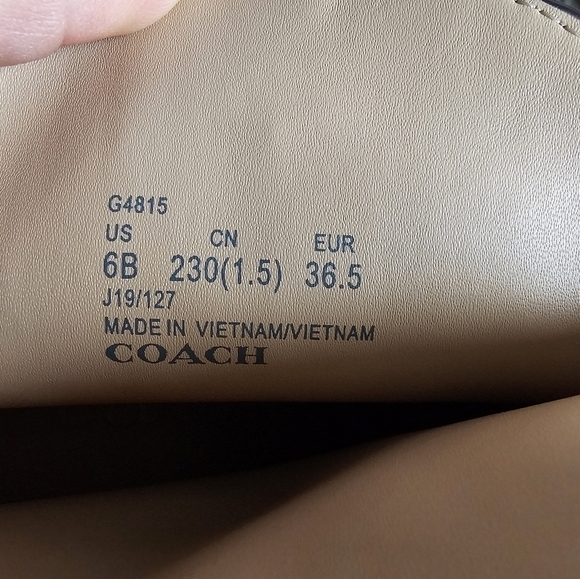 G4815
US CN EUR
6B 230(1.5) 36.5
J19/127
MADE IN VIETNAM/VIETNAM
COACH